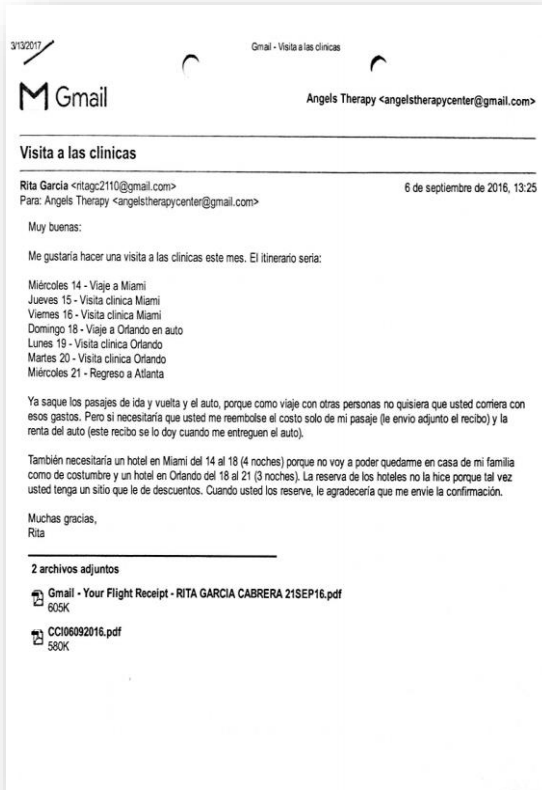 3/13/2017
Gmail - Visita a las clinicas
M Gmail
Angels Therapy <angelstherapycenter@gmail.com>
Visita a las clinicas
Rita Garcia <ritagc2110@gmail.com>
6 de septiembre de 2016, 13:25
Para: Angels Therapy <angelstherapycenter@gmail.com>
Muy buenas:
Me gustaría hacer una visita a las clinicas este mes. El itinerario seria:
Miércoles 14 - Viaje a Miami
Jueves 15 - Visita clinica Miami
Viernes 16 - Visita clinica Miami
Domingo 18 - Viaje a Orlando en auto
Lunes 19 - Visita clinica Orlando
Martes 20 - Visita clinica Orlando
Miércoles 21 - Regreso a Atlanta
Ya saque los pasajes de ida y vuelta y el auto, porque como viaje con otras personas no quisiera que usted corriera con
esos gastos. Pero si necesitaría que usted me reembolse el costo solo de mi pasaje (le envio adjunto el recibo) y la
renta del auto (este recibo se lo doy cuando me entreguen el auto).
También necesitaría un hotel en Miami del 14 al 18 (4 noches) porque no voy a poder quedarme en casa de mi familia
como de costumbre y un hotel en Orlando del 18 al 21 (3 noches). La reserva de los hoteles no la hice porque tal vez
usted tenga un sitio que le de descuentos. Cuando usted los reserve, le agradecería que me envie la confirmación.
Muchas gracias,
Rita
2 archivos adjuntos
Gmail - Your Flight Receipt - RITA GARCIA CABRERA 21SEP16.pdf
605K
CCI06092016.pdf
580K